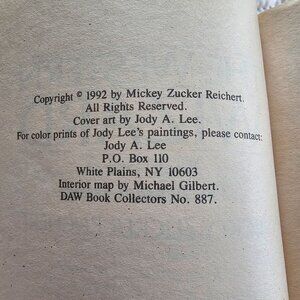 Copyright © 1992 by Mickey Zucker Reichert.
All Rights Reserved.
Cover art by Jody A. Lee.
For color prints of Jody Lee's paintings, please contact:
Jody A. Lee
P.O. Box 110
White Plains, NY 10603
Interior map by Michael Gilbert.
DAW Book Collectors No. 887.